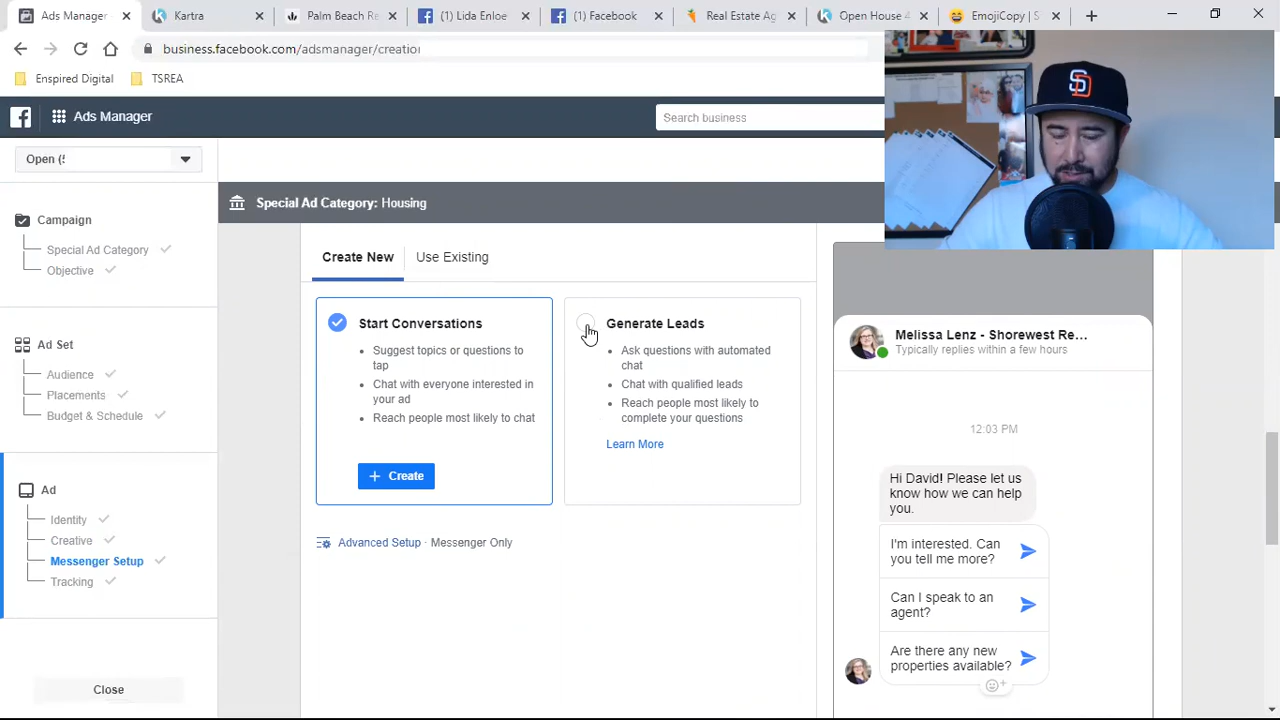 Ads Manager
Kartra
Palm Beach Re
(1) Lida Enloe
(1) Facebook
Real Estate Ag
Open House 4
EmojiCopy | S
business.facebook.com/adsmanager/creation
Enspired Digital
TSREA
Ads Manager
Search business
Open (
Special Ad Category: Housing
Campaign
Special Ad Category
Objective
Ad Set
Audience
Placements
Budget & Schedule
Ad
Identity
Creative
Messenger Setup
Tracking
Close
Create New
Use Existing
Start Conversations
• Suggest topics or questions to
tap
• Chat with everyone interested in
your ad
• Reach people most likely to chat
+ Create
Generate Leads
• Ask questions with automated
chat
• Chat with qualified leads
• Reach people most likely to
complete your questions
Learn More
Advanced Setup · Messenger Only
Melissa Lenz - Shorewest Re...
Typically replies within a few hours
12:03 PM
Hi David! Please let us
know how we can help
you.
I'm interested. Can
you tell me more?
Can I speak to an
agent?
Are there any new
properties available?
SD